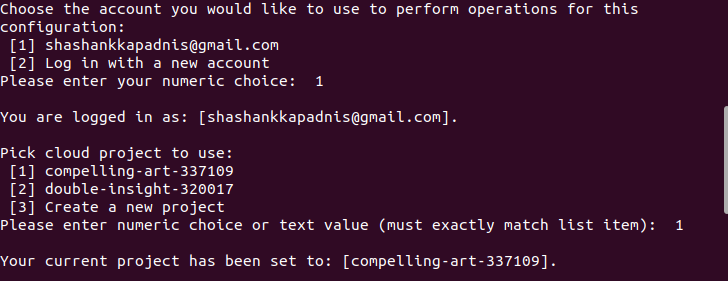 Choose the account you would like to use to perform operations for this
configuration:
[1] shashankkapadnis@gmail.com
[2] Log in with a new account
Please enter your numeric choice:  1
You are logged in as: [shashankkapadnis@gmail.com].
Pick cloud project to use:
[1] compelling-art-337109
[2] double-insight-320017
[3] Create a new project
Please enter numeric choice or text value (must exactly match list item):  1
Your current project has been set to: [compelling-art-337109].